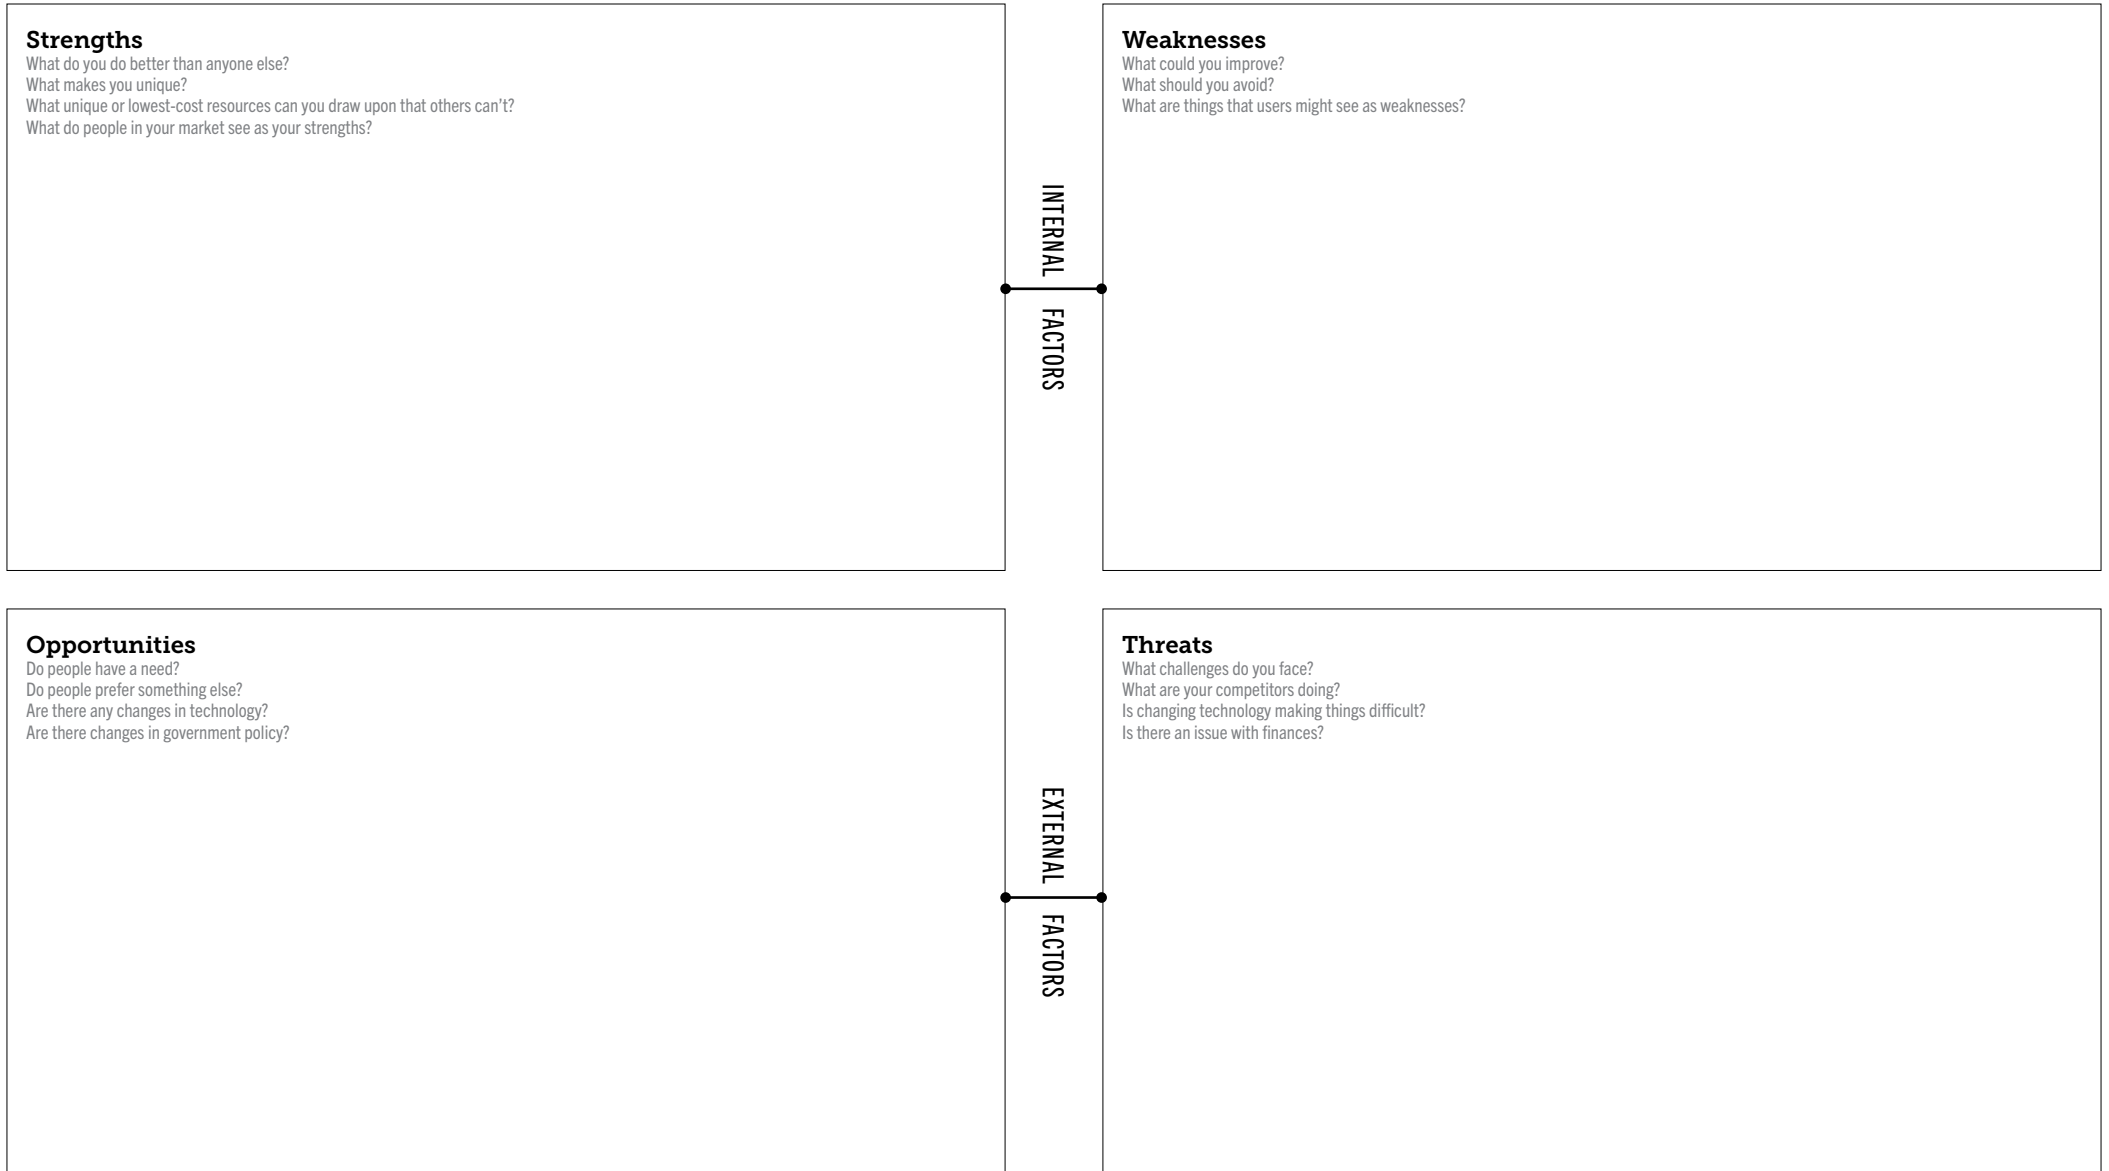 Strengths
What do you do better than anyone else?
What makes you unique?
What unique or lowest-cost resources can you draw upon that others can't?
What do people in your market see as your strengths?
INTERNAL FACTORS
Weaknesses
What could you improve?
What should you avoid?
What are things that users might see as weaknesses?
Opportunities
Do people have a need?
Do people prefer something else?
Are there any changes in technology?
Are there changes in government policy?
EXTERNAL FACTORS
Threats
What challenges do you face?
What are your competitors doing?
Is changing technology making things difficult?
Is there an issue with finances?